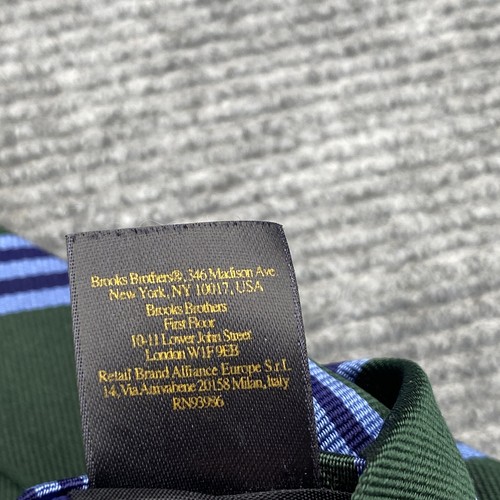 Brooks Brothers®, 346 Madison Ave
New York, NY 10017, USA
Brooks Brothers
First Floor
10-11 Lower John Street
London W1F 9EB
Retail Brand Alliance Europe S.r.L
14, Via Arrivabene 20158 Milan, Italy
RN93986